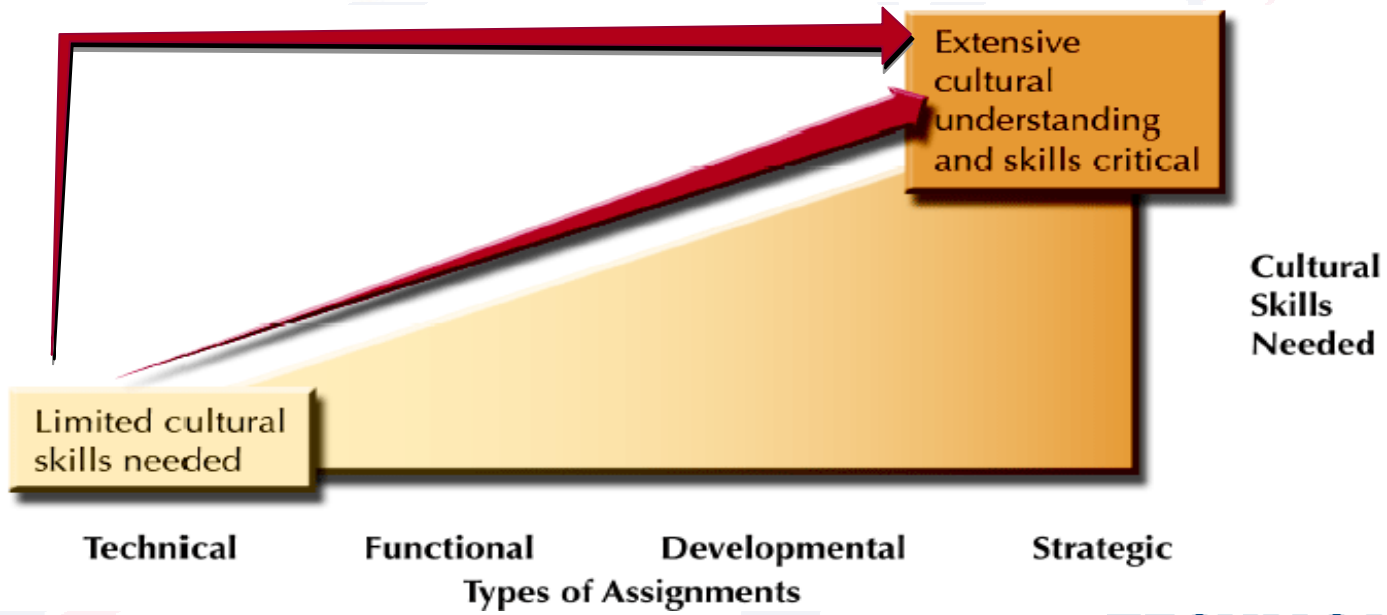 Extensive
cultural
understanding
and skills critical
Cultural
Skills
Needed
Limited cultural
skills needed
Technical Functional Developmental Strategic
Types of Assignments